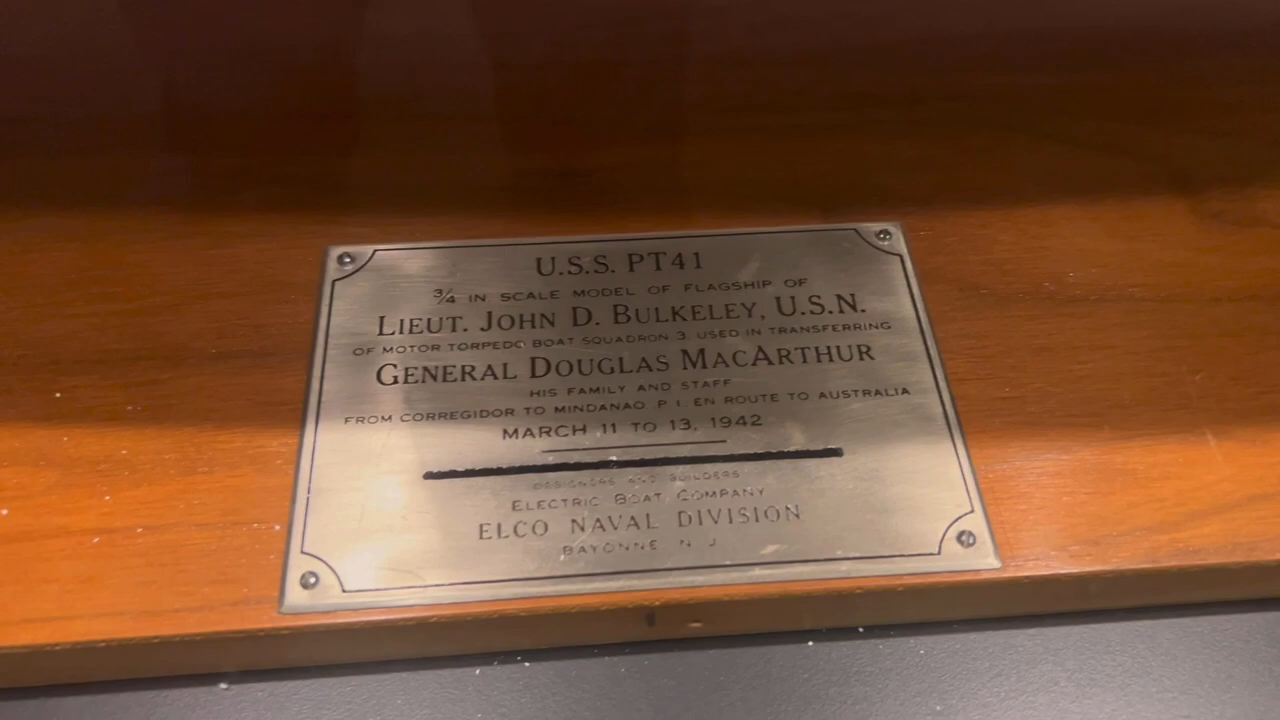 U.S.S. PT41
3/4 IN. SCALE MODEL OF FLAGSHIP OF
LIEUT. JOHN D. BULKELEY, U.S.N.
OF MOTOR TORPEDO BOAT SQUADRON 3, USED IN TRANSFERRING
GENERAL DOUGLAS MACARTHUR
HIS FAMILY AND STAFF
FROM CORREGIDOR TO MINDANAO, P. I. EN ROUTE TO AUSTRALIA
MARCH 11 TO 13, 1942
DESIGNERS AND BUILDERS
ELECTRIC BOAT COMPANY
ELCO NAVAL DIVISION
BAYONNE N J